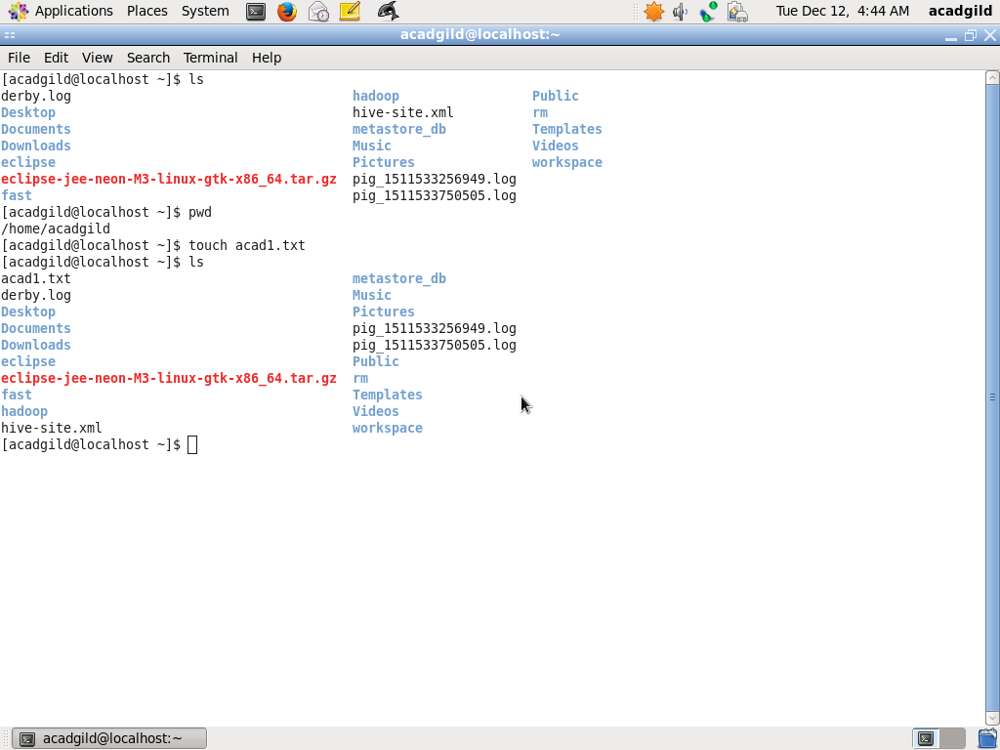 Applications Places System Tue Dec 12, 4:44 AM acadgild
acadgild@localhost:~
File Edit View Search Terminal Help
[acadgild@localhost ~]$ ls
derby.log hadoop Public
Desktop hive-site.xml rm
Documents metastore_db Templates
Downloads Music Videos
eclipse Pictures workspace
eclipse-jee-neon-M3-linux-gtk-x86_64.tar.gz pig_1511533256949.log
fast pig_1511533750505.log
[acadgild@localhost ~]$ pwd
/home/acadgild
[acadgild@localhost ~]$ touch acad1.txt
[acadgild@localhost ~]$ ls
acad1.txt metastore_db
derby.log Music
Desktop Pictures
Documents pig_1511533256949.log
Downloads pig_1511533750505.log
eclipse Public
eclipse-jee-neon-M3-linux-gtk-x86_64.tar.gz rm
fast Templates
hadoop Videos
hive-site.xml workspace
[acadgild@localhost ~]$
acadgild@localhost:~